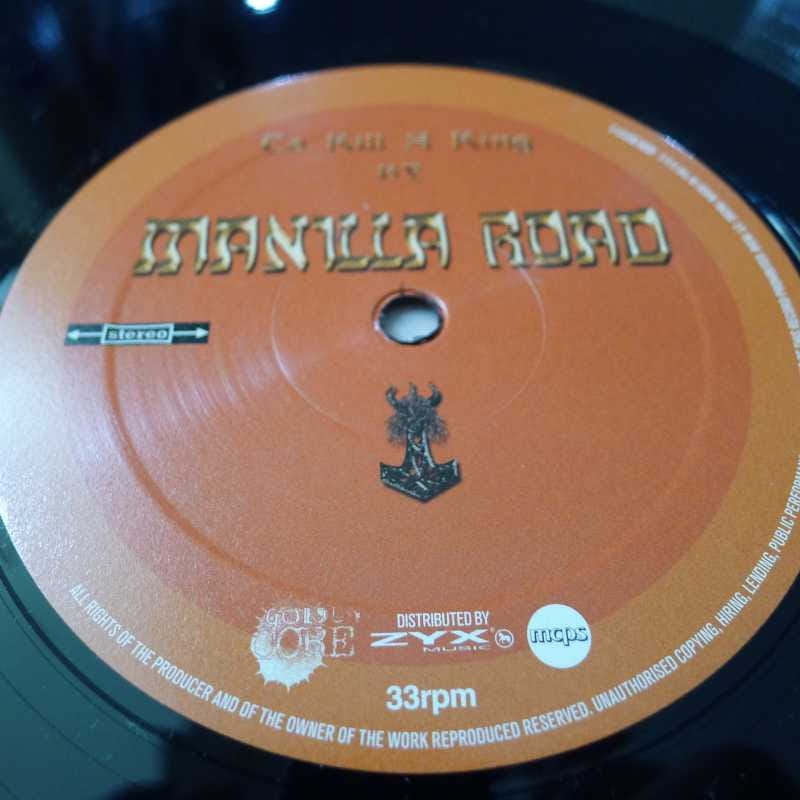 To Kill A King
BY
MANILLA ROAD
stereo
GOLDEN CORE
DISTRIBUTED BY
ZYX
MUSIC
mcps
33rpm
ALL RIGHTS OF THE PRODUCER AND OF THE OWNER OF THE WORK REPRODUCED RESERVED. UNAUTHORISED COPYING, HIRING, LENDING, PUBLIC